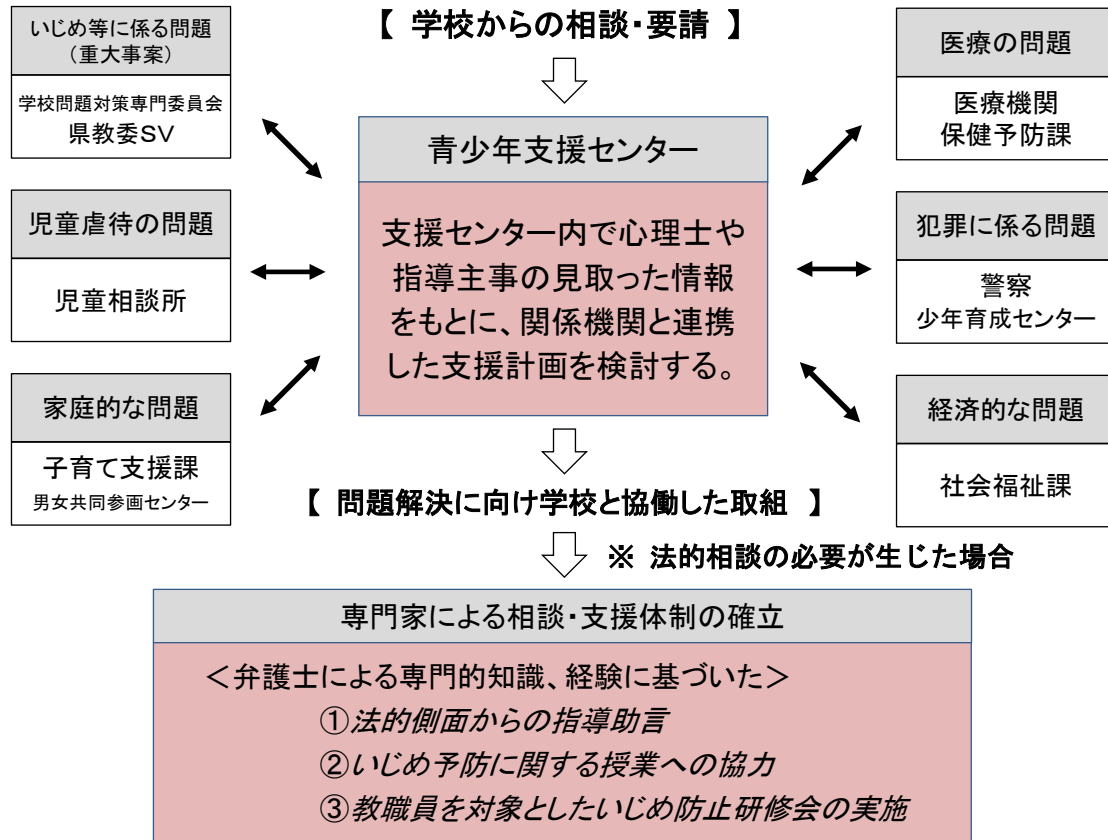 【 学校からの相談・要請 】
いじめ等に係る問題
（重大事案）
学校問題対策専門委員会
県教委SV
児童虐待の問題
児童相談所
家庭的な問題
子育て支援課
男女共同参画センター
青少年支援センター
支援センター内で心理士や
指導主事の見取った情報
をもとに、関係機関と連携
した支援計画を検討する。
医療の問題
医療機関
保健予防課
犯罪に係る問題
警察
少年育成センター
経済的な問題
社会福祉課
【 問題解決に向け学校と協働した取組 】
※ 法的相談の必要が生じた場合
専門家による相談・支援体制の確立
＜弁護士による専門的知識、経験に基づいた＞
①法的側面からの指導助言
②いじめ予防に関する授業への協力
③教職員を対象としたいじめ防止研修会の実施